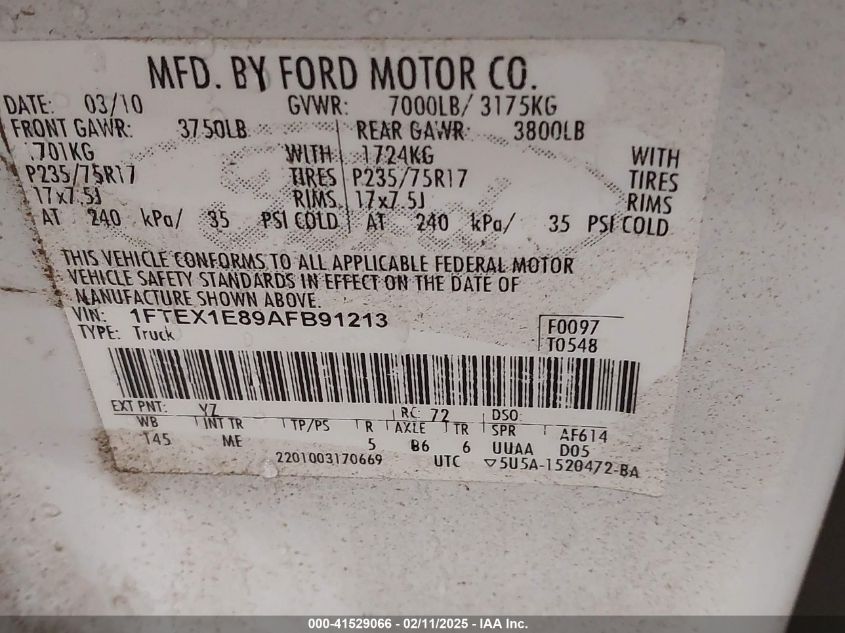 MFD. BY FORD MOTOR CO.
DATE: 03/10 GVWR: 7000LB/ 3175KG
FRONT GAWR: 3750LB REAR GAWR: 3800LB
1701KG WITH 1724KG WITH
P235/75R17 TIRES P235/75R17 TIRES
17x7.5J RIMS 17x7.5J RIMS
AT 240 kPa/ 35 PSI COLD AT 240 kPa/ 35 PSI COLD
THIS VEHICLE CONFORMS TO ALL APPLICABLE FEDERAL MOTOR
VEHICLE SAFETY STANDARDS IN EFFECT ON THE DATE OF
MANUFACTURE SHOWN ABOVE.
VIN: 1FTEX1E89AFB91213 F0097
TYPE: Truck T0548
EXT PNT: YZ RC: 72 DSO:
WB INT TR TP/PS R AXLE TR SPR AF614
145 ME 5 B6 6 UUAA D05
2201003170669 UTC ▽5U5A-1520472-BA
000-41529066 - 02/11/2025 - IAA Inc.